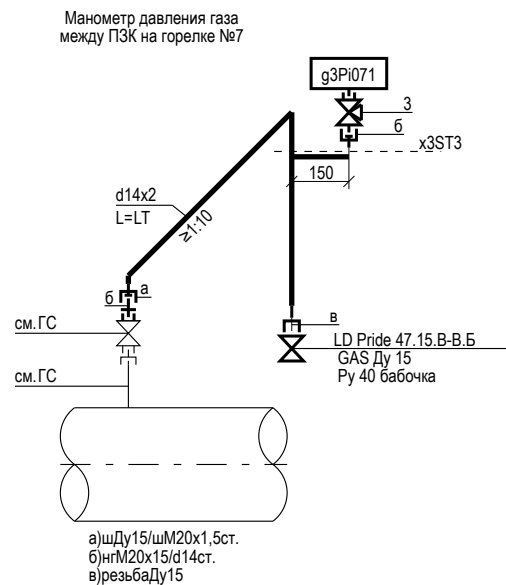 Манометр давления газа
между ПЗК на горелке №7
g3Pi071
3
б
x3ST3
150
d14x2
L=LT
≥1:10
а
б
см.ГС
в
LD Pride 47.15.В-В.Б
GAS Ду 15
Ру 40 бабочка
см.ГС
а)шДу15/шМ20х1,5ст.
б)нгМ20х15/d14ст.
в)резьбаДу15